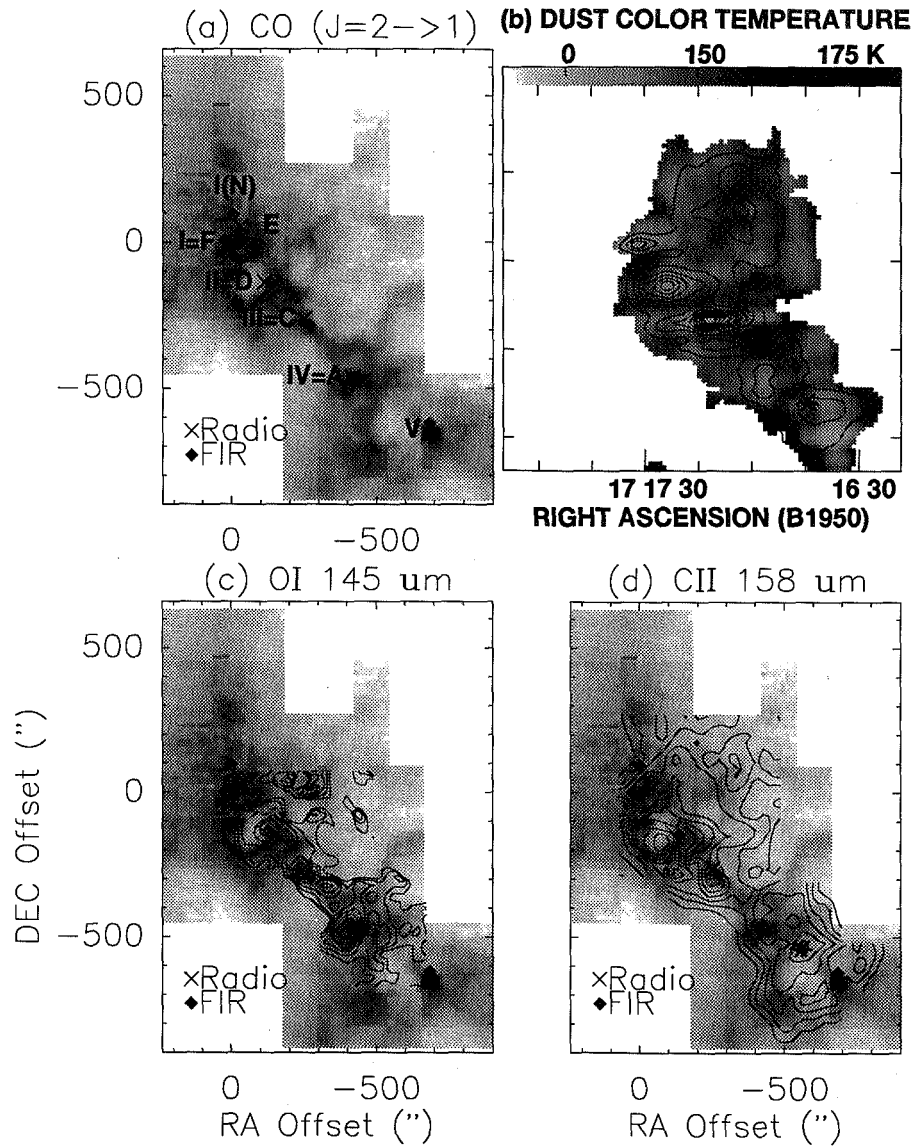 (a) CO (J=2->1)
(b) DUST COLOR TEMPERATURE
0 150 175 K
500
0
-500
I(N)
E
I=F
II=D
III=C
IV=A
V
×Radio
◆FIR
0 -500
17 17 30 16 30
RIGHT ASCENSION (B1950)
(c) OI 145 um
(d) CII 158 um
500
0
-500
DEC Offset (")
×Radio
◆FIR
×Radio
◆FIR
0 -500
0 -500
RA Offset (")
RA Offset (")